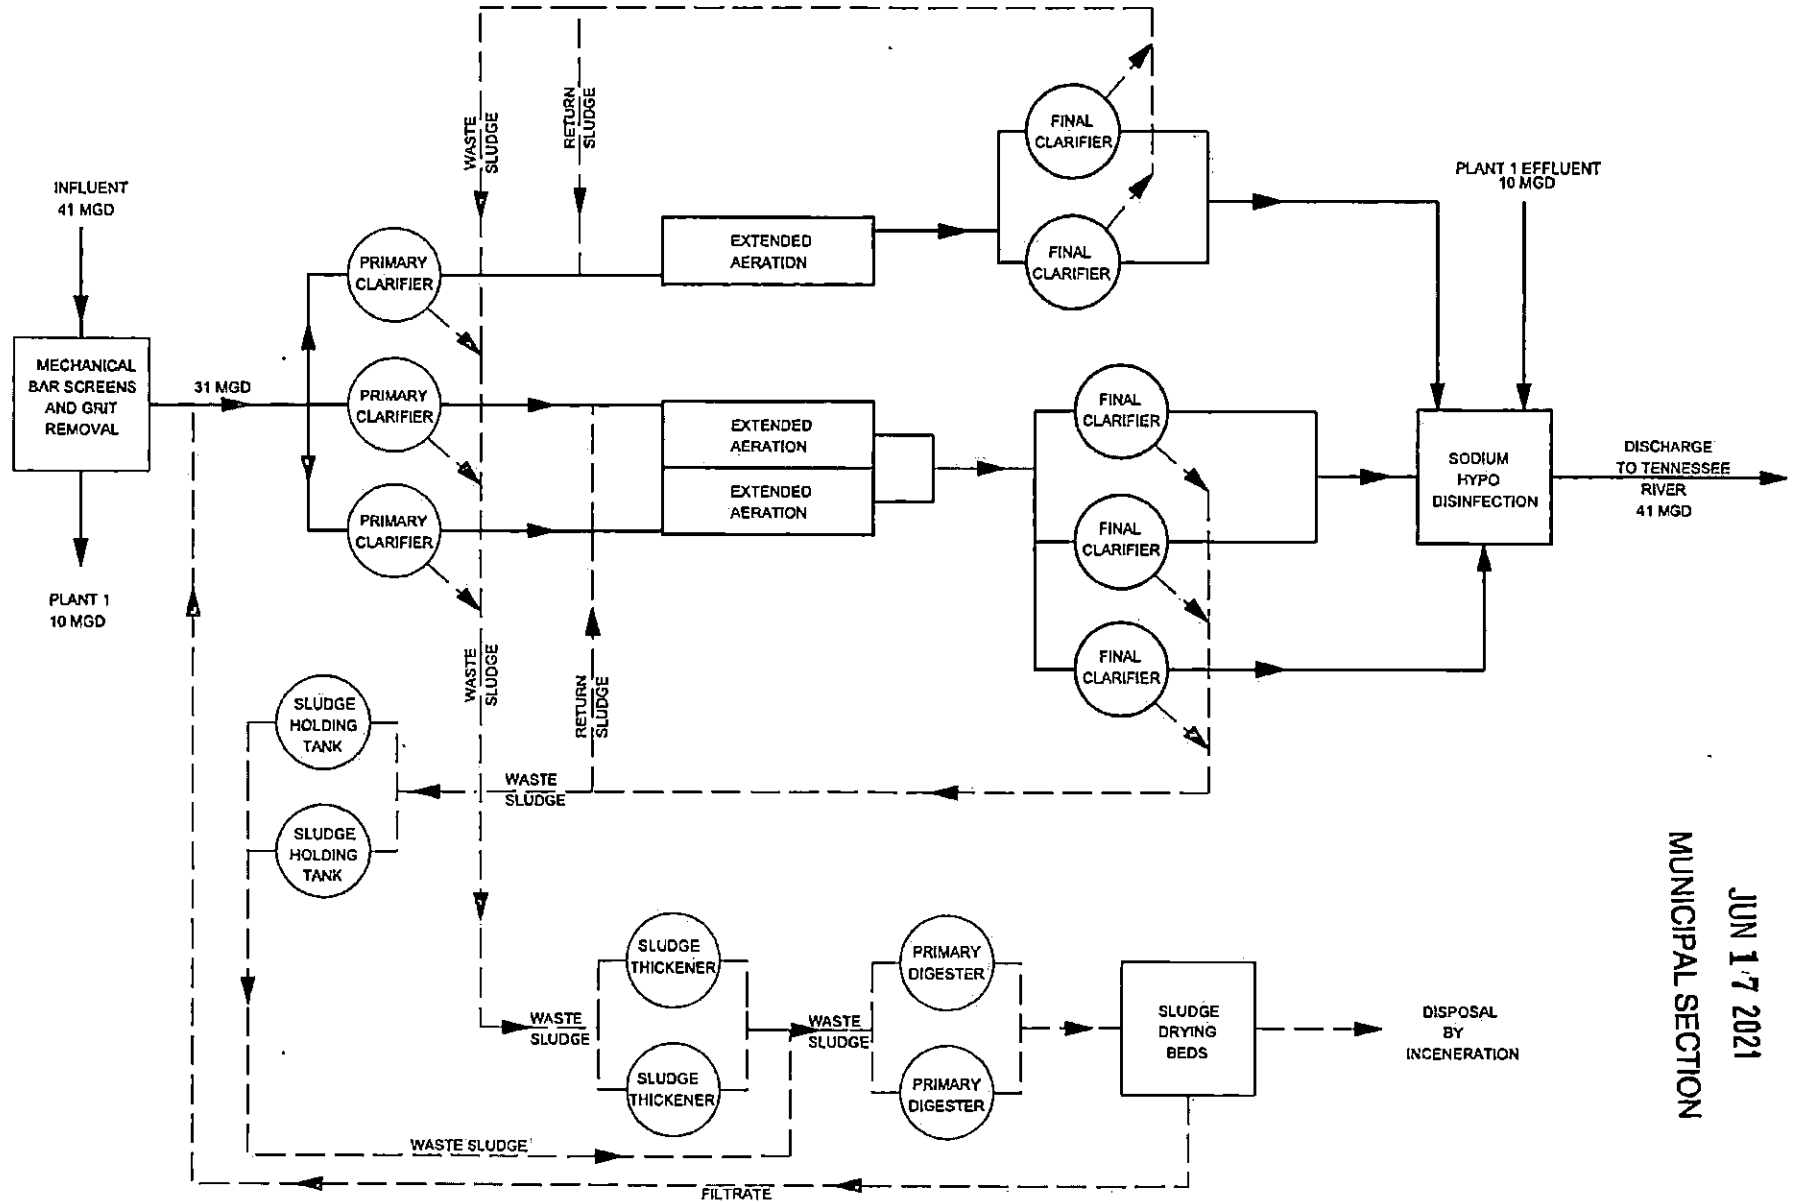 WASTE
SLUDGE
RETURN
SLUDGE
INFLUENT
41 MGD
FINAL
CLARIFIER
PLANT 1 EFFLUENT
10 MGD
PRIMARY
CLARIFIER
EXTENDED
AERATION
FINAL
CLARIFIER
MECHANICAL
BAR SCREENS
AND GRIT
REMOVAL
31 MGD
PRIMARY
CLARIFIER
EXTENDED
AERATION
FINAL
CLARIFIER
EXTENDED
AERATION
SODIUM
HYPO
DISINFECTION
DISCHARGE
TO TENNESSEE
RIVER
41 MGD
PRIMARY
CLARIFIER
FINAL
CLARIFIER
PLANT 1
10 MGD
WASTE
SLUDGE
RETURN
SLUDGE
FINAL
CLARIFIER
SLUDGE
HOLDING
TANK
WASTE
SLUDGE
SLUDGE
HOLDING
TANK
SLUDGE
THICKENER
PRIMARY
DIGESTER
WASTE
SLUDGE
WASTE
SLUDGE
SLUDGE
DRYING
BEDS
DISPOSAL
BY
INCENERATION
SLUDGE
THICKENER
PRIMARY
DIGESTER
WASTE SLUDGE
FILTRATE
JUN 17 2021
MUNICIPAL SECTION